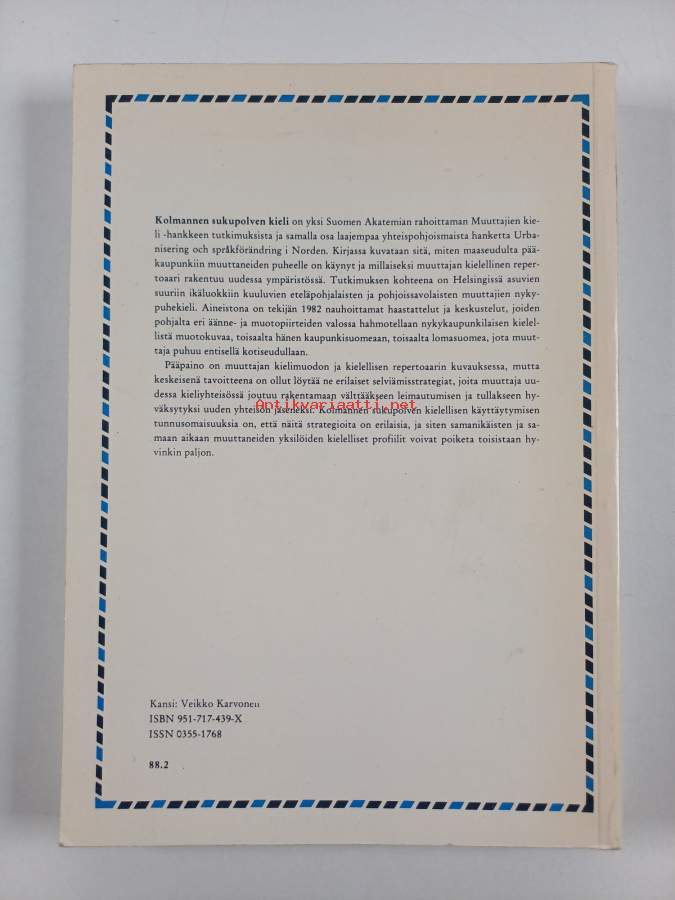 Kolmannen sukupolven kieli on yksi Suomen Akatemian rahoittaman Muuttajien kie-
li -hankkeen tutkimuksista ja samalla osa laajempaa yhteispohjoismaista hanketta Urba-
nisering och språkförändring i Norden. Kirjassa kuvataan sitä, miten maaseudulta pää-
kaupunkiin muuttaneiden puheelle on käynyt ja millaiseksi muuttajan kielellinen reper-
toaari rakentuu uudessa ympäristössä. Tutkimuksen kohteena on Helsingissä asuvien
suuriin ikäluokkiin kuuluvien eteläpohjalaisten ja pohjoissavolaisten muuttajien nyky-
puhekieli. Aineistona on tekijän 1982 nauhoittamat haastattelut ja keskustelut, joiden
pohjalta eri äänne- ja muotopiirteiden valossa hahmotellaan nykykaupunkilaisen kielel-
listä muotokuvaa, toisaalta hänen kaupunkisuomeaan, toisaalta lomasuomea, jota muut-
taja puhuu entisellä kotiseudullaan.
Pääpaino on muuttajan kielimuodon ja kielellisen repertoaarin kuvauksessa, mutta
keskeisenä tavoitteena on ollut löytää ne erilaiset selviämisstrategiat, joita muuttaja uu-
dessa kieliyhteisössä joutuu rakentamaan välttääkseen leimautumisen ja tullakseen hy-
väksytyksi uuden yhteisön jäseneksi. Kolmannen sukupolven kielellisen käyttäytymisen
Antikvariaatti.net
tunnusomaisuuksia on, että näitä strategioita on erilaisia, ja siten samanikäisten ja sa-
maan aikaan muuttaneiden yksilöiden kielelliset profiilit voivat poiketa toisistaan hy-
vinkin paljon.
Kansi: Veikko Karvonen
ISBN 951-717-439-X
ISSN 0355-1768
88.2